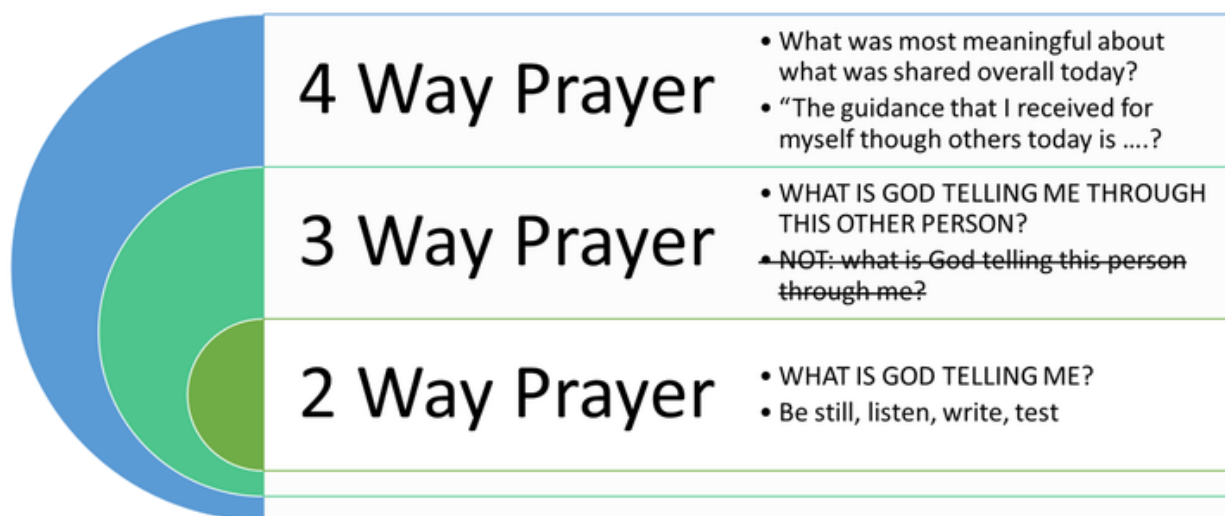 4 Way Prayer
• What was most meaningful about
what was shared overall today?
• “The guidance that I received for
myself though others today is ....?
3 Way Prayer
• WHAT IS GOD TELLING ME THROUGH
THIS OTHER PERSON?
• NOT: what is God telling this person
through me?
2 Way Prayer
• WHAT IS GOD TELLING ME?
• Be still, listen, write, test